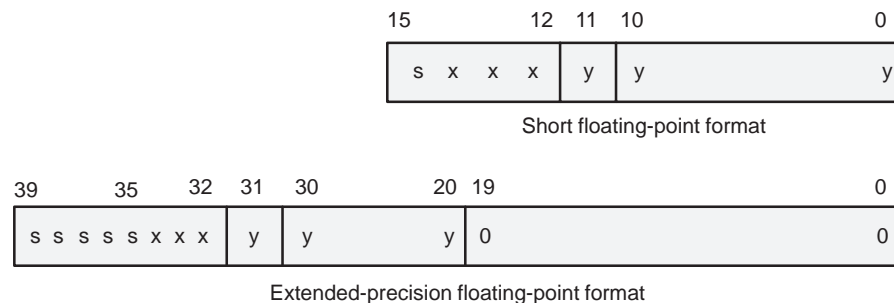 15 12 11 10 0
s x x x y y y
Short floating-point format
39 35 32 31 30 20 19 0
s s s s s x x x y y y 0 0
Extended-precision floating-point format